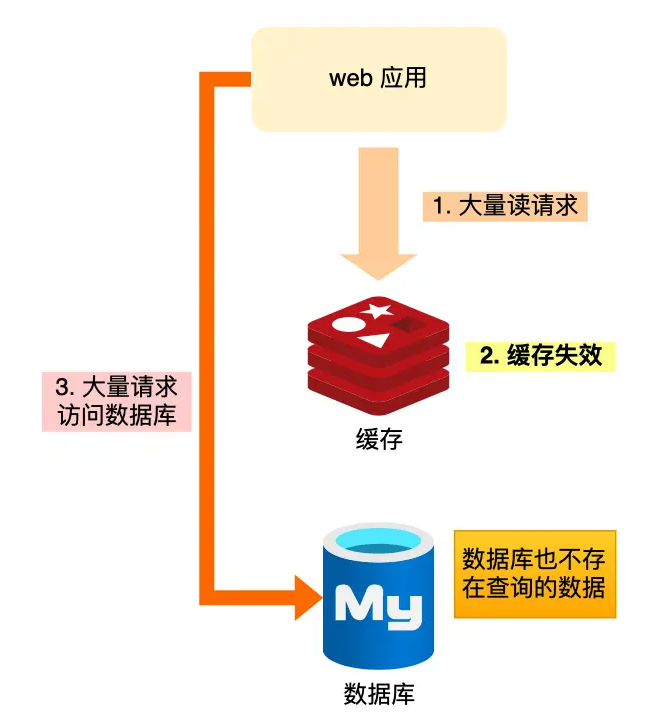 web 应用
1. 大量读请求
2. 缓存失效
3. 大量请求
访问数据库
缓存
数据库也不存
在查询的数据
My
数据库